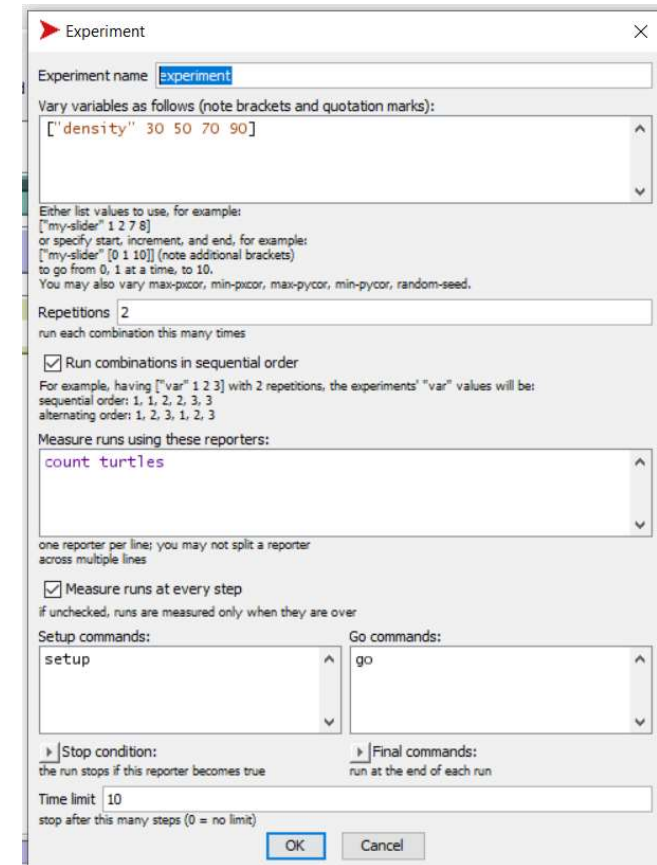 Experiment
Experiment name experiment
Vary variables as follows (note brackets and quotation marks):
["density" 30 50 70 90]
Either list values to use, for example:
["my-slider" 1 2 7 8]
or specify start, increment, and end, for example:
["my-slider" [0 1 10]] (note additional brackets)
to go from 0, 1 at a time, to 10.
You may also vary max-pxcor, min-pxcor, max-pycor, min-pycor, random-seed.
Repetitions 2
run each combination this many times
Run combinations in sequential order
For example, having ["var" 1 2 3] with 2 repetitions, the experiments' "var" values will be:
sequential order: 1, 1, 2, 2, 3, 3
alternating order: 1, 2, 3, 1, 2, 3
Measure runs using these reporters:
count turtles
one reporter per line; you may not split a reporter
across multiple lines
Measure runs at every step
if unchecked, runs are measured only when they are over
Setup commands: Go commands:
setup go
Stop condition: Final commands:
the run stops if this reporter becomes true run at the end of each run
Time limit 10
stop after this many steps (0 = no limit)
OK Cancel